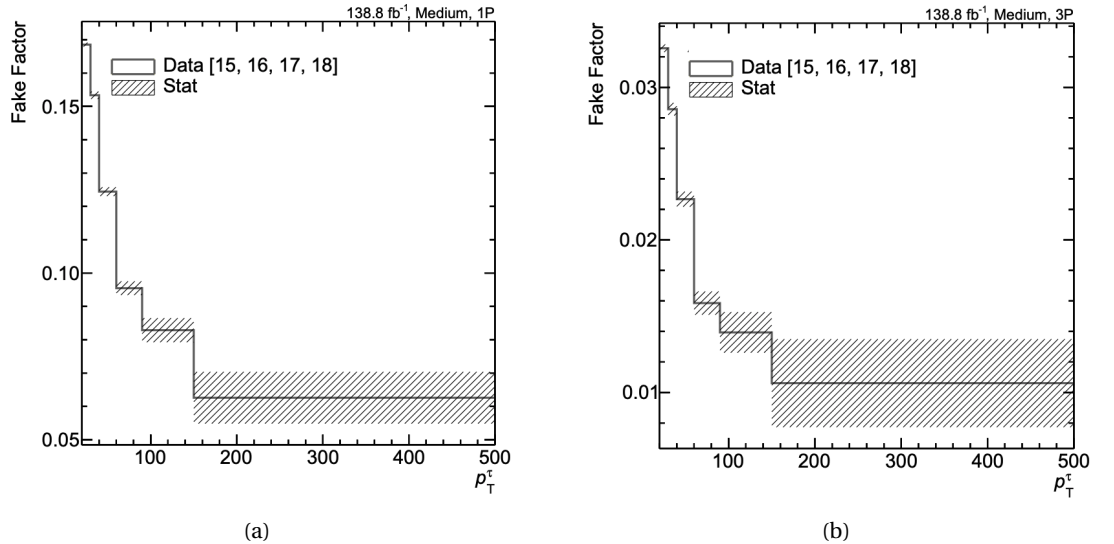 138.8 fb⁻¹, Medium, 1P
Fake Factor
Data [15, 16, 17, 18]
Stat
0.15
0.10
0.05
100 200 300 400 500
p_T^τ
(a)
138.8 fb⁻¹, Medium, 3P
Fake Factor
Data [15, 16, 17, 18]
Stat
0.03
0.02
0.01
100 200 300 400 500
p_T^τ
(b)